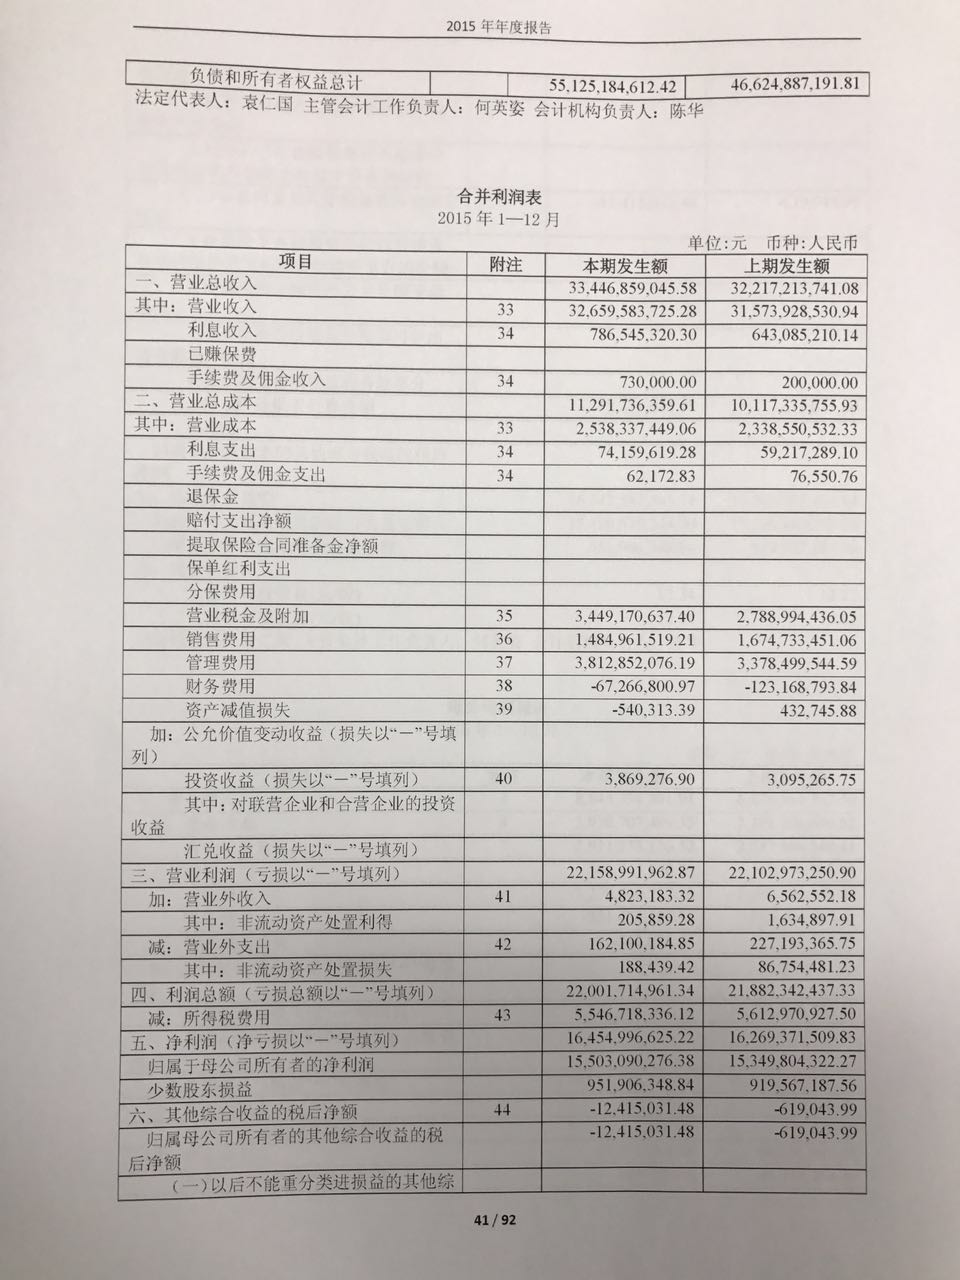 2015 年年度报告
负债和所有者权益总计 55,125,184,612.42 46,624,887,191.81
法定代表人：袁仁国 主管会计工作负责人：何英姿 会计机构负责人：陈华
合并利润表
2015 年 1—12 月
单位:元 币种:人民币
项目 附注 本期发生额 上期发生额
一、营业总收入 33,446,859,045.58 32,217,213,741.08
其中：营业收入 33 32,659,583,725.28 31,573,928,530.94
利息收入 34 786,545,320.30 643,085,210.14
已赚保费
手续费及佣金收入 34 730,000.00 200,000.00
二、营业总成本 11,291,736,359.61 10,117,335,755.93
其中：营业成本 33 2,538,337,449.06 2,338,550,532.33
利息支出 34 74,159,619.28 59,217,289.10
手续费及佣金支出 34 62,172.83 76,550.76
退保金
赔付支出净额
提取保险合同准备金净额
保单红利支出
分保费用
营业税金及附加 35 3,449,170,637.40 2,788,994,436.05
销售费用 36 1,484,961,519.21 1,674,733,451.06
管理费用 37 3,812,852,076.19 3,378,499,544.59
财务费用 38 -67,266,800.97 -123,168,793.84
资产减值损失 39 -540,313.39 432,745.88
加：公允价值变动收益（损失以“－”号填
列）
投资收益（损失以“－”号填列） 40 3,869,276.90 3,095,265.75
其中：对联营企业和合营企业的投资
收益
汇兑收益（损失以“－”号填列）
三、营业利润（亏损以“－”号填列） 22,158,991,962.87 22,102,973,250.90
加：营业外收入 41 4,823,183.32 6,562,552.18
其中：非流动资产处置利得 205,859.28 1,634,897.91
减：营业外支出 42 162,100,184.85 227,193,365.75
其中：非流动资产处置损失 188,439.42 86,754,481.23
四、利润总额（亏损总额以“－”号填列） 22,001,714,961.34 21,882,342,437.33
减：所得税费用 43 5,546,718,336.12 5,612,970,927.50
五、净利润（净亏损以“－”号填列） 16,454,996,625.22 16,269,371,509.83
归属于母公司所有者的净利润 15,503,090,276.38 15,349,804,322.27
少数股东损益 951,906,348.84 919,567,187.56
六、其他综合收益的税后净额 44 -12,415,031.48 -619,043.99
归属母公司所有者的其他综合收益的税 -12,415,031.48 -619,043.99
后净额
（一）以后不能重分类进损益的其他综
41 / 92